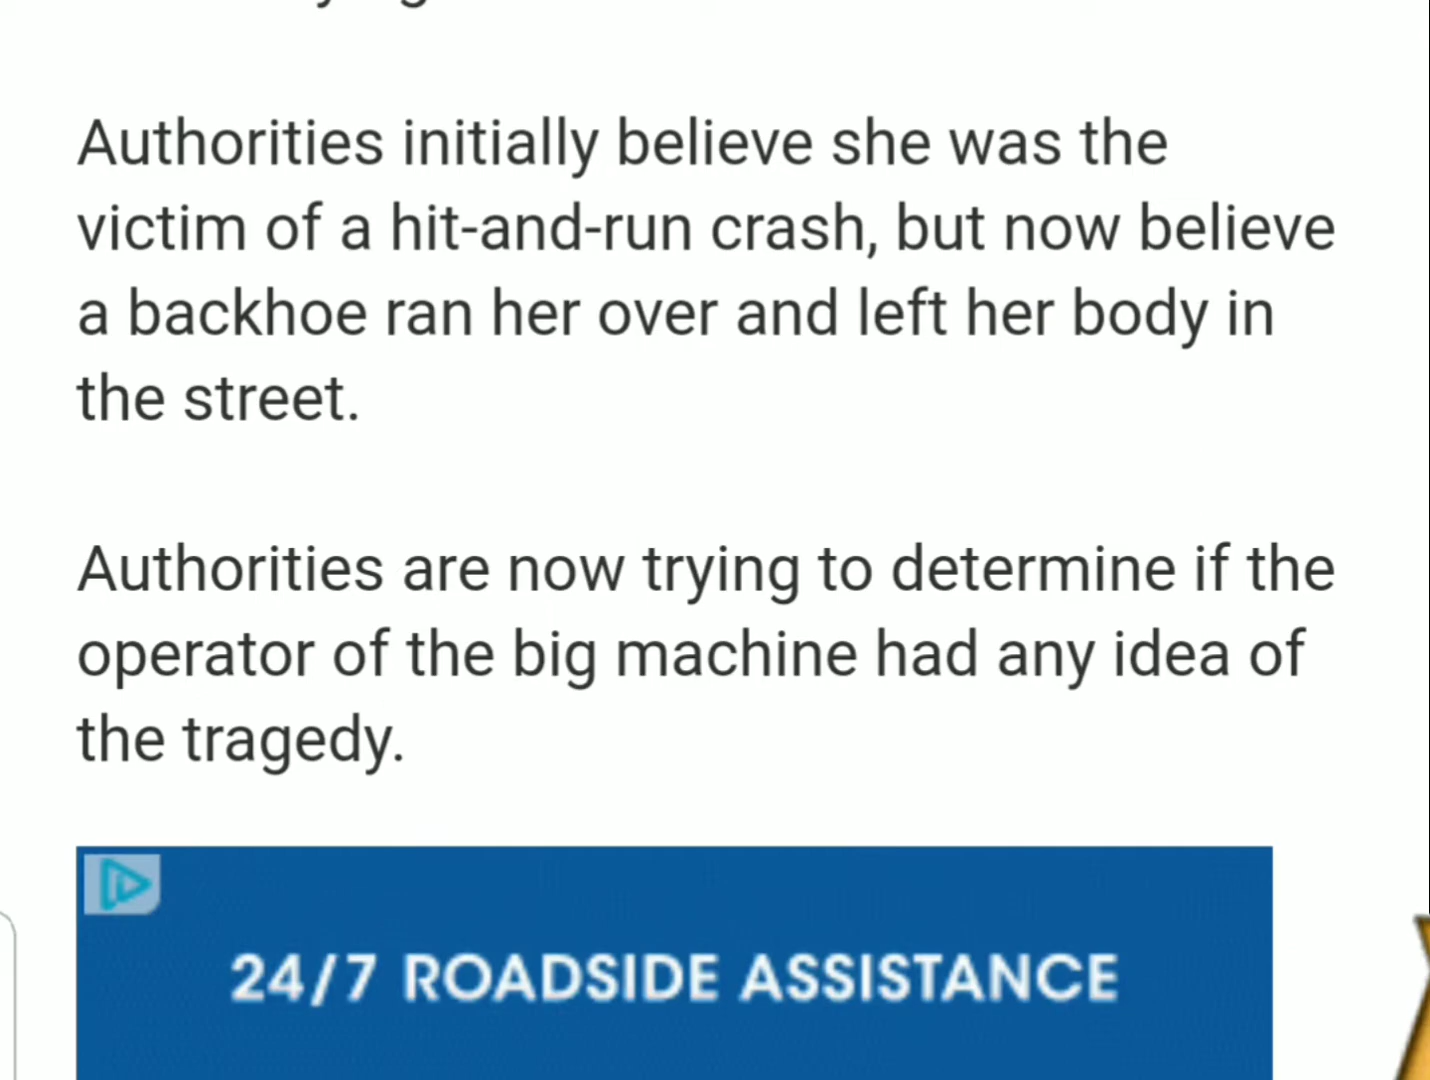 Authorities initially believe she was the
victim of a hit-and-run crash, but now believe
a backhoe ran her over and left her body in
the street.
Authorities are now trying to determine if the
operator of the big machine had any idea of
the tragedy.
24/7 ROADSIDE ASSISTANCE